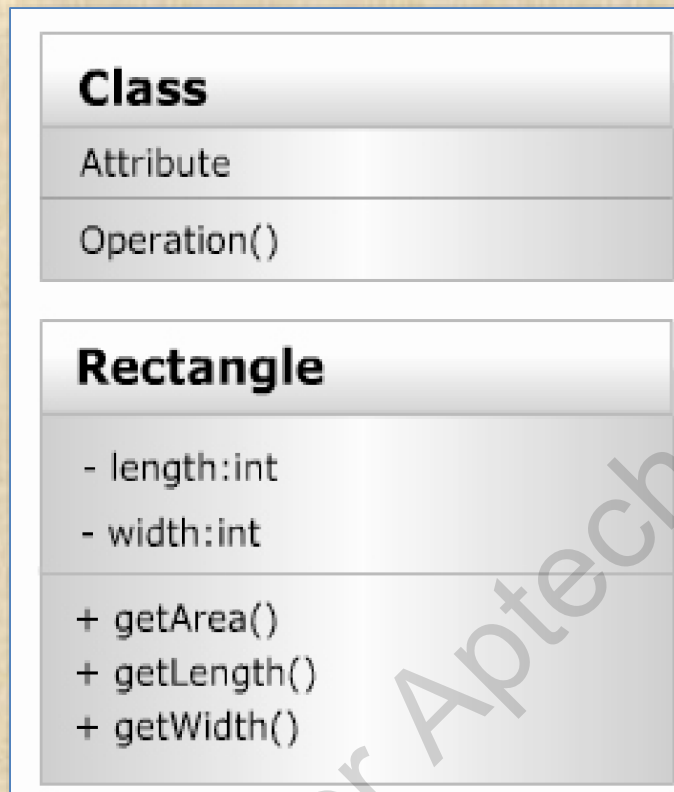 Class
Attribute
Operation()
Rectangle
- length:int
- width:int
+ getArea()
+ getLength()
+ getWidth()
Aptech